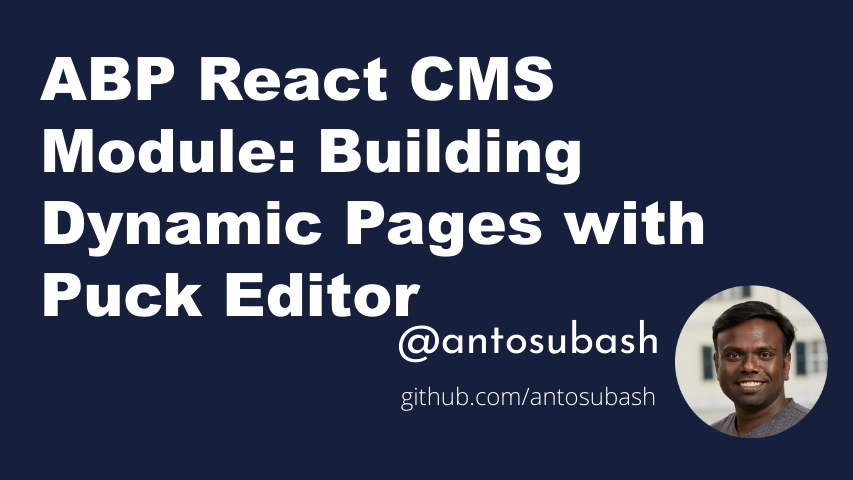 ABP React CMS
Module: Building
Dynamic Pages with
Puck Editor
@antosubash
github.com/antosubash